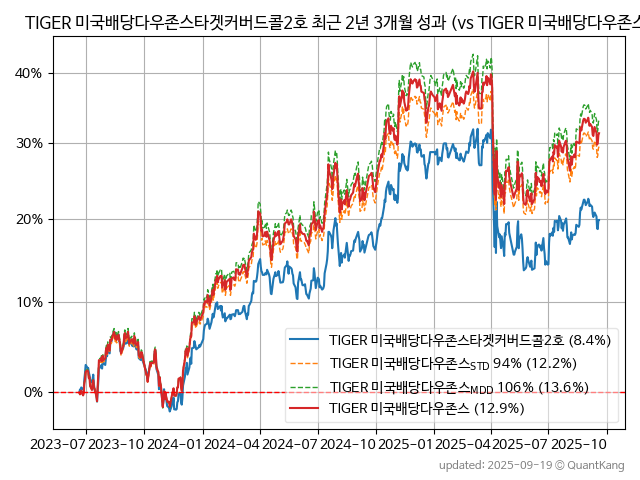 TIGER 미국배당다우존스타겟커버드콜2호 최근 2년 3개월 성과 (vs TIGER 미국배당다우존스
40%
30%
20%
10%
0%
TIGER 미국배당다우존스타겟커버드콜2호 (8.4%)
TIGER 미국배당다우존스STD 94% (12.2%)
TIGER 미국배당다우존스MDD 106% (13.6%)
TIGER 미국배당다우존스 (12.9%)
2023-07 2023-10 2024-01 2024-04 2024-07 2024-10 2025-01 2025-04 2025-07 2025-10
updated: 2025-09-19 © QuantKang